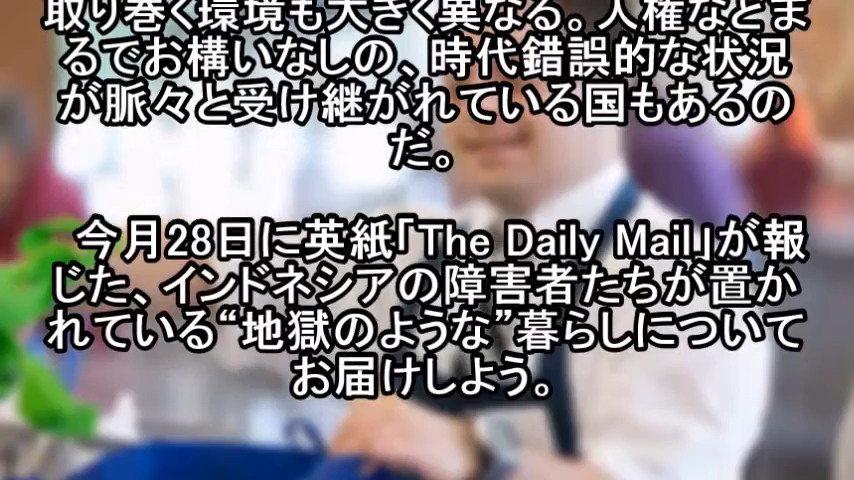 取り巻く環境も大きく異なる。人権などま
るでお構いなしの、時代錯誤的な状況
が脈々と受け継がれている国もあるの
だ。
今月28日に英紙「The Daily Mail」が報
じた、インドネシアの障害者たちが置か
れている“地獄のような”暮らしについて
お届けしよう。